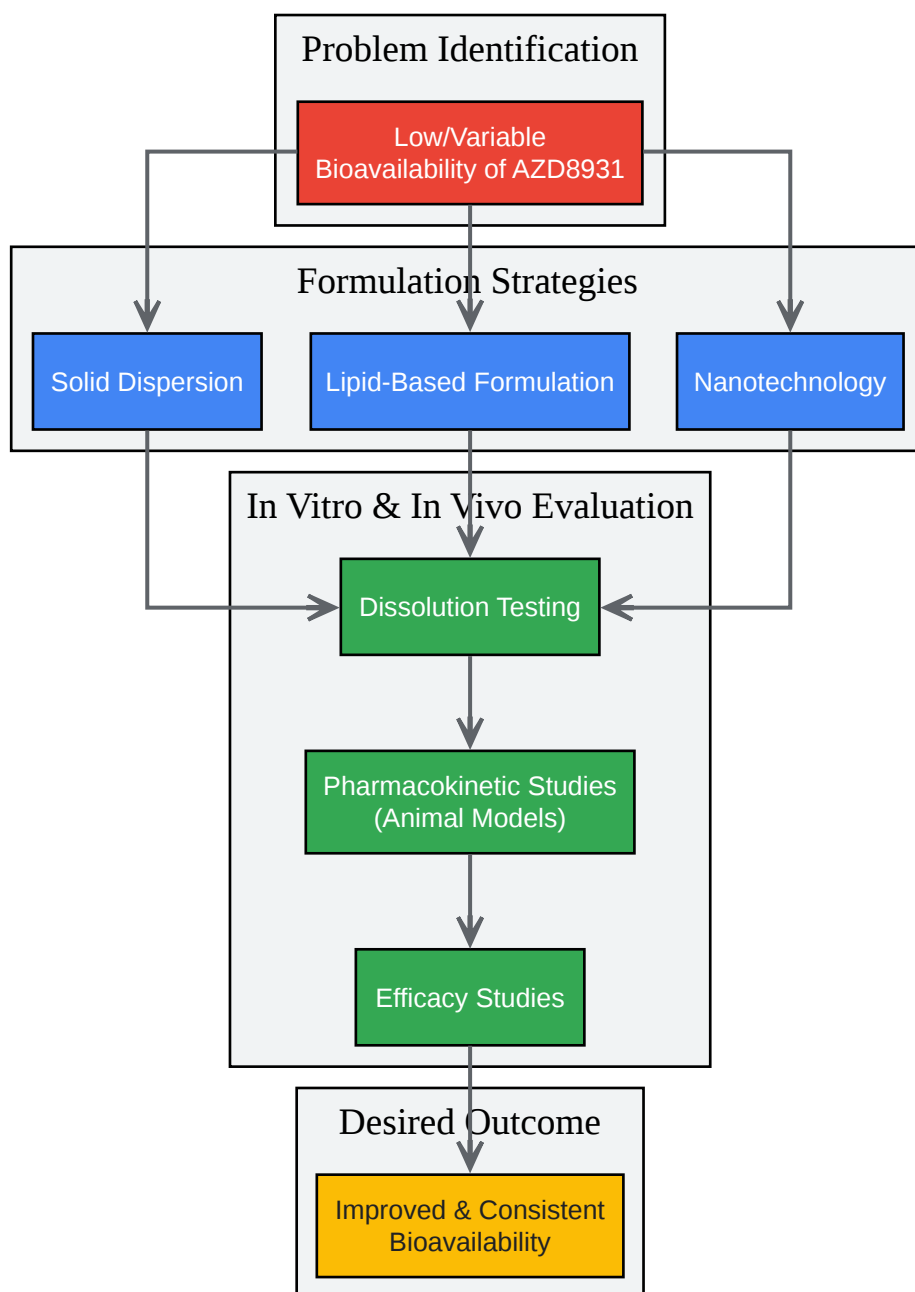 Problem Identification
Low/Variable
Bioavailability of AZD8931
Formulation Strategies
Solid Dispersion
Lipid-Based Formulation
Nanotechnology
In Vitro & In Vivo Evaluation
Dissolution Testing
Pharmacokinetic Studies
(Animal Models)
Efficacy Studies
Desired Outcome
Improved & Consistent
Bioavailability